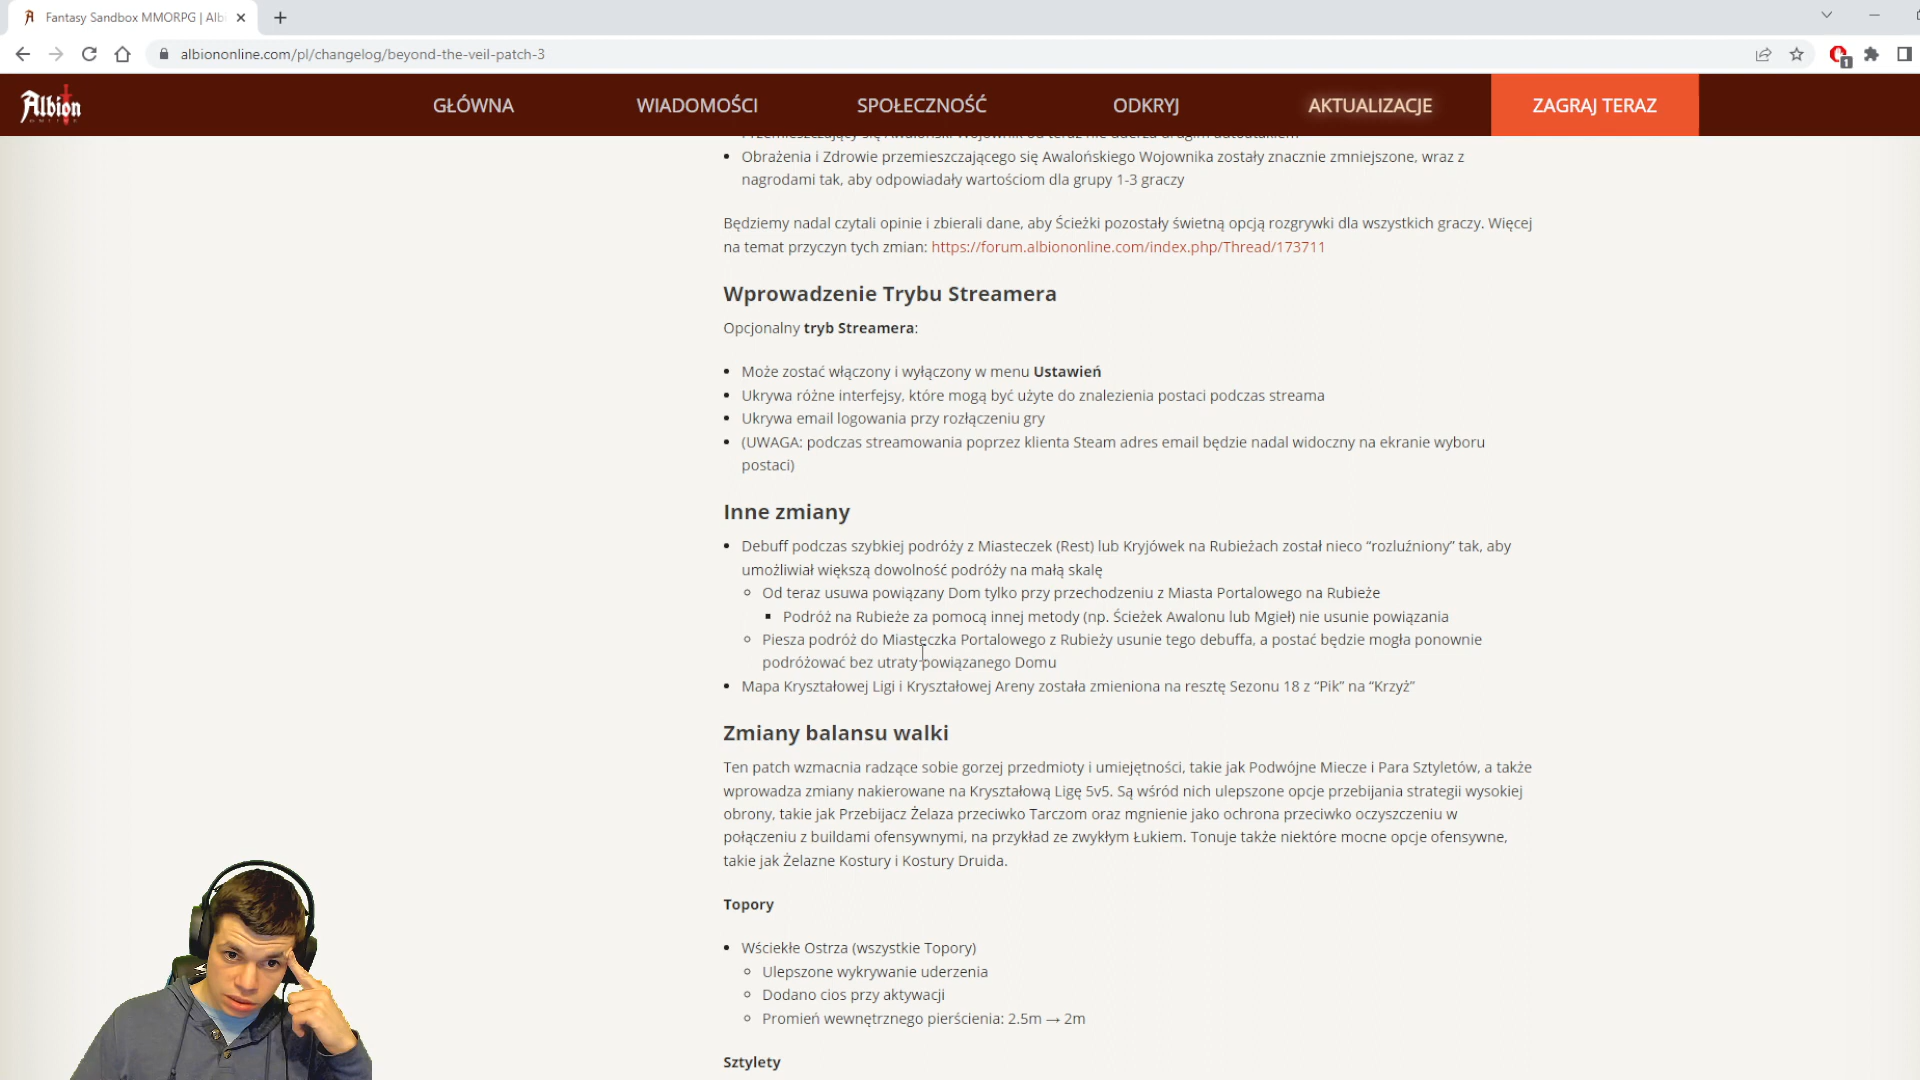 Fantasy Sandbox MMORPG | Alb
albiononline.com/pl/changelog/beyond-the-veil-patch-3
1
Albion
ONLINE
GŁÓWNA
WIADOMOŚCI
SPOŁECZNOŚĆ
ODKRYJ
AKTUALIZACJE
ZAGRAJ TERAZ
Przemieszczający się Awaloński Wojownik od teraz nie uderza drugim autoatakiem
Obrażenia i Zdrowie przemieszczającego się Awalońskiego Wojownika zostały znacznie zmniejszone, wraz z
nagrodami tak, aby odpowiadały wartościom dla grupy 1-3 graczy
Będziemy nadal czytali opinie i zbierali dane, aby Ścieżki pozostały świetną opcją rozgrywki dla wszystkich graczy. Więcej
na temat przyczyn tych zmian: https://forum.albiononline.com/index.php/Thread/173711
Wprowadzenie Trybu Streamera
Opcjonalny tryb Streamera:
Może zostać włączony i wyłączony w menu Ustawień
Ukrywa różne interfejsy, które mogą być użyte do znalezienia postaci podczas streama
Ukrywa email logowania przy rozłączeniu gry
(UWAGA: podczas streamowania poprzez klienta Steam adres email będzie nadal widoczny na ekranie wyboru
postaci)
Inne zmiany
Debuff podczas szybkiej podróży z Miasteczek (Rest) lub Kryjówek na Rubieżach został nieco “rozluźniony” tak, aby
umożliwiał większą dowolność podróży na małą skalę
Od teraz usuwa powiązany Dom tylko przy przechodzeniu z Miasta Portalowego na Rubieże
Podróż na Rubieże za pomocą innej metody (np. Ścieżek Awalonu lub Mgieł) nie usunie powiązania
Piesza podróż do Miasteczka Portalowego z Rubieży usunie tego debuffa, a postać będzie mogła ponownie
podróżować bez utraty powiązanego Domu
Mapa Kryształowej Ligi i Kryształowej Areny została zmieniona na resztę Sezonu 18 z “Pik” na “Krzyż”
Zmiany balansu walki
Ten patch wzmacnia radzące sobie gorzej przedmioty i umiejętności, takie jak Podwójne Miecze i Para Sztyletów, a także
wprowadza zmiany nakierowane na Kryształową Ligę 5v5. Są wśród nich ulepszone opcje przebijania strategii wysokiej
obrony, takie jak Przebijacz Żelaza przeciwko Tarczom oraz mgnienie jako ochrona przeciwko oczyszczeniu w
połączeniu z buildami ofensywnymi, na przykład ze zwykłym Łukiem. Tonuje także niektóre mocne opcje ofensywne,
takie jak Żelazne Kostury i Kostury Druida.
Topory
Wściekłe Ostrza (wszystkie Topory)
Ulepszone wykrywanie uderzenia
Dodano cios przy aktywacji
Promień wewnętrznego pierścienia: 2.5m → 2m
Sztylety